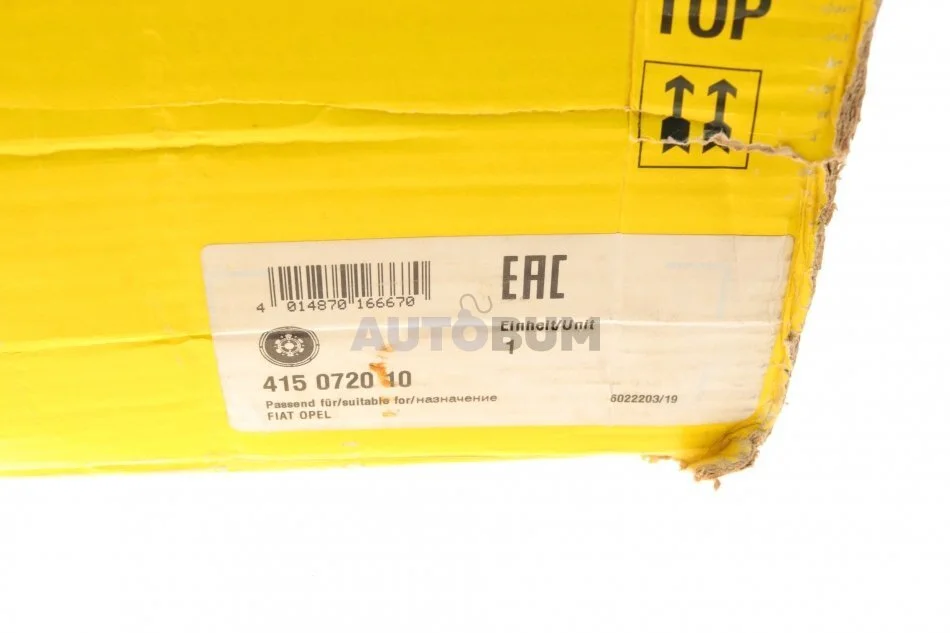 TOP
EAC
4 014870 166670
AUTOBUM
Einheit/Unit
1
415 0720 10
Passend für/suitable for/назначение
6022203/19
FIAT OPEL